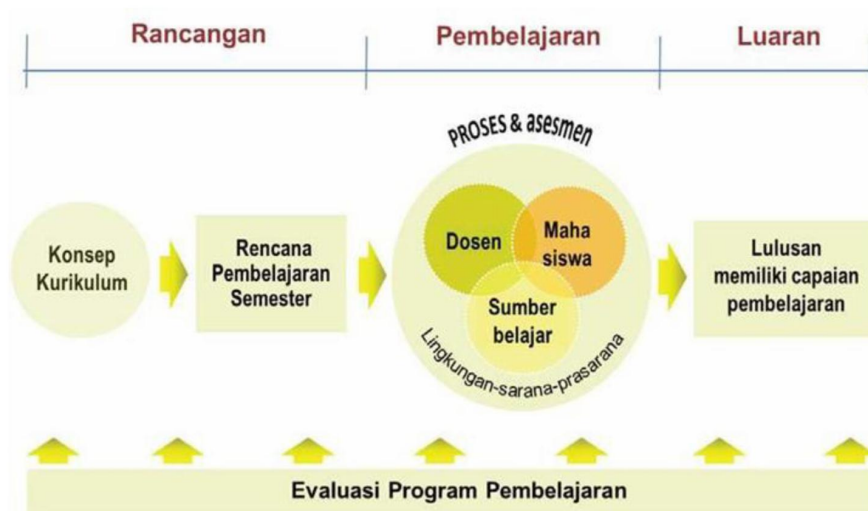 Rancangan
Pembelajaran
Luaran
PROSES & asesmen
Konsep
Kurikulum
Rencana
Pembelajaran
Semester
Dosen
Maha
siswa
Sumber
belajar
Lingkungan-sarana-prasarana
Lulusan
memiliki capaian
pembelajaran
Evaluasi Program Pembelajaran